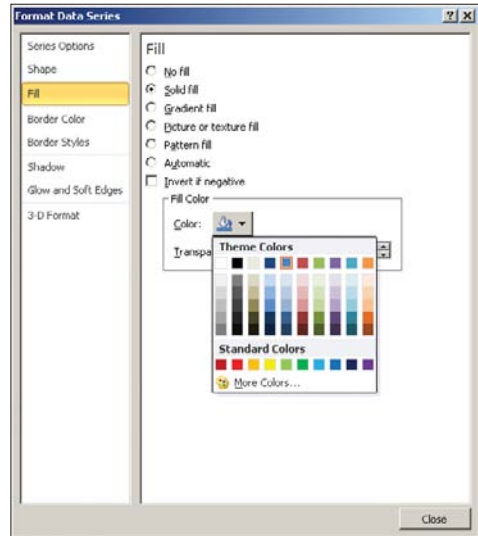 Format Data Series
Series Options
Shape
Fill
Border Color
Border Styles
Shadow
Glow and Soft Edges
3-D Format
Fill
No fill
Solid fill
Gradient fill
Picture or texture fill
Pattern fill
Automatic
Invert if negative
Fill Color
Color:
Transpa
Theme Colors
Standard Colors
More Colors...
Close